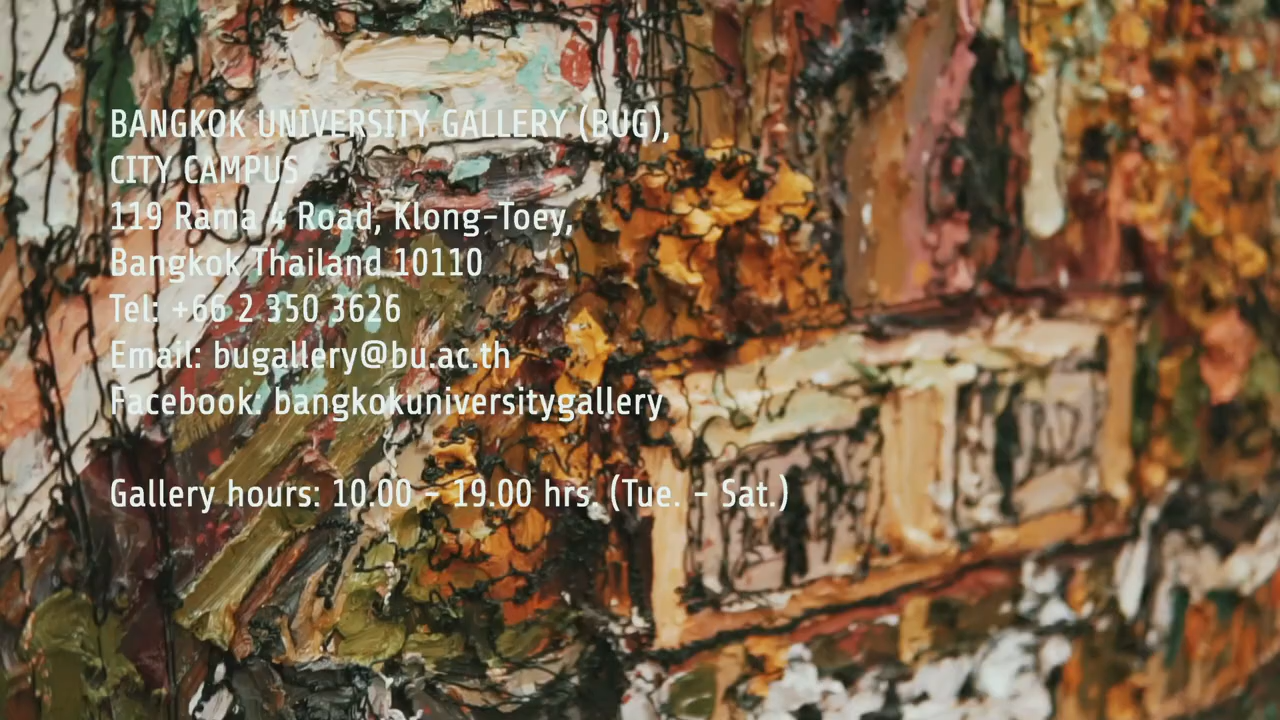 BANGKOK UNIVERSITY GALLERY (BUG),
CITY CAMPUS
119 Rama 4 Road, Klong-Toey,
Bangkok Thailand 10110
Tel: +66 2 350 3626
Email: bugallery@bu.ac.th
Facebook: bangkokuniversitygallery
Gallery hours: 10.00 - 19.00 hrs. (Tue. - Sat.)